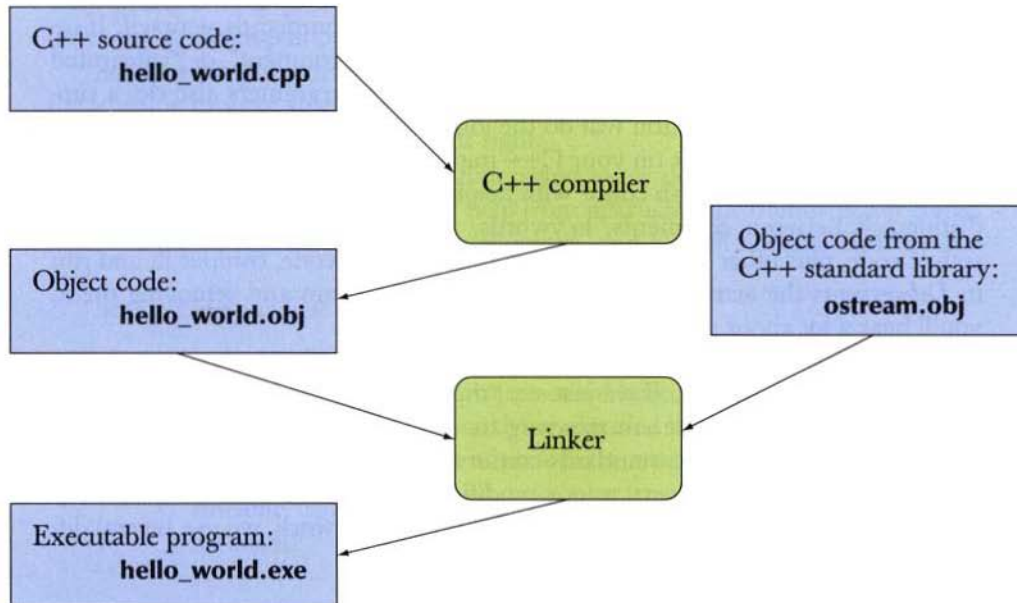 C++ source code:
hello_world.cpp
C++ compiler
Object code from the
C++ standard library:
ostream.obj
Object code:
hello_world.obj
Linker
Executable program:
hello_world.exe